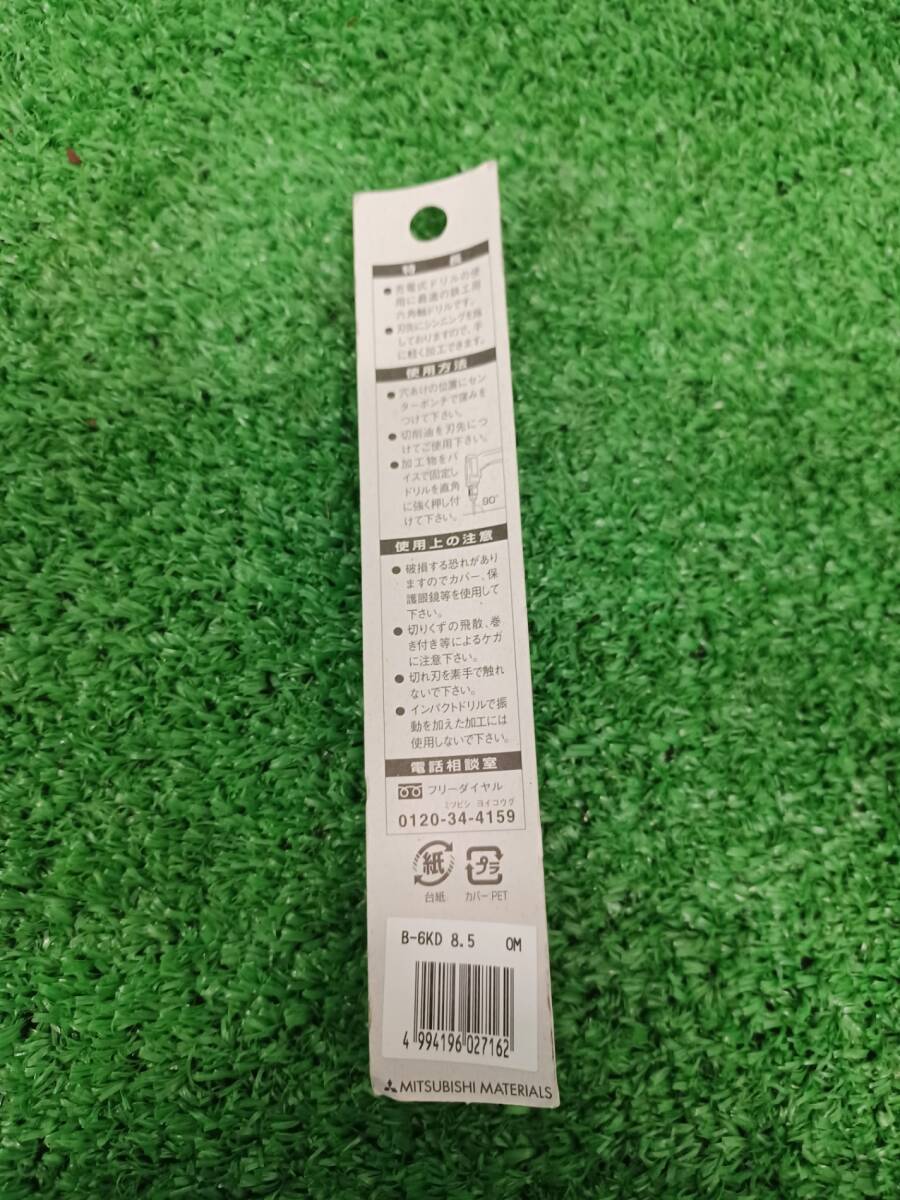 特長
●充電式ドリルの使
用に最適の鉄工用
六角軸ドリルです。
●刃先にシンニングを施
しておりますので、手
に軽く加工できます。
使用方法
●穴あけの位置にセン
ターポンチで窪みを
つけて下さい。
●切削油を刃先につ
けてご使用下さい。
●加工物をバ
イスで固定し
ドリルを直角
に強く押し付
けて下さい。
90°
使用上の注意
●破損する恐れがあり
ますのでカバー、保
護眼鏡等を使用して
下さい。
●切りくずの飛散、巻
き付き等によるケガ
に注意下さい。
●切れ刃を素手で触れ
ないで下さい。
●インパクトドリルで振
動を加えた加工には
使用しないで下さい。
電話相談室
フリーダイヤル
ミツビシ ヨイコウグ
0120-34-4159
紙 プラ
台紙 カバーPET
B-6KD 8.5 OM
4 994196 027162
MITSUBISHI MATERIALS